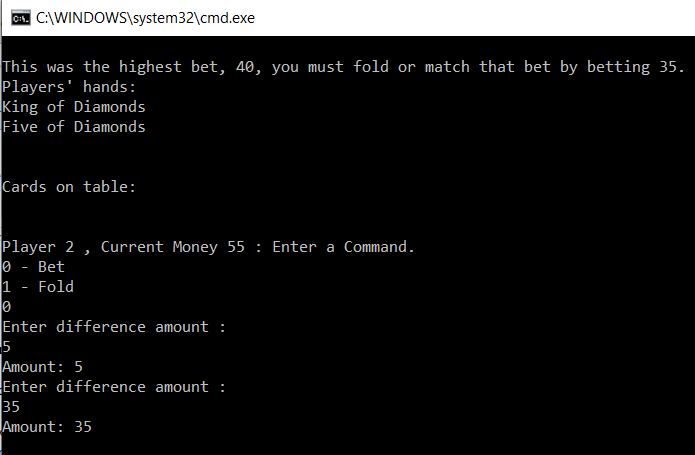 C:\WINDOWS\system32\cmd.exe
This was the highest bet, 40, you must fold or match that bet by betting 35.
Players' hands:
King of Diamonds
Five of Diamonds
Cards on table:
Player 2 , Current Money 55 : Enter a Command.
0 - Bet
1 - Fold
0
Enter difference amount :
5
Amount: 5
Enter difference amount :
35
Amount: 35